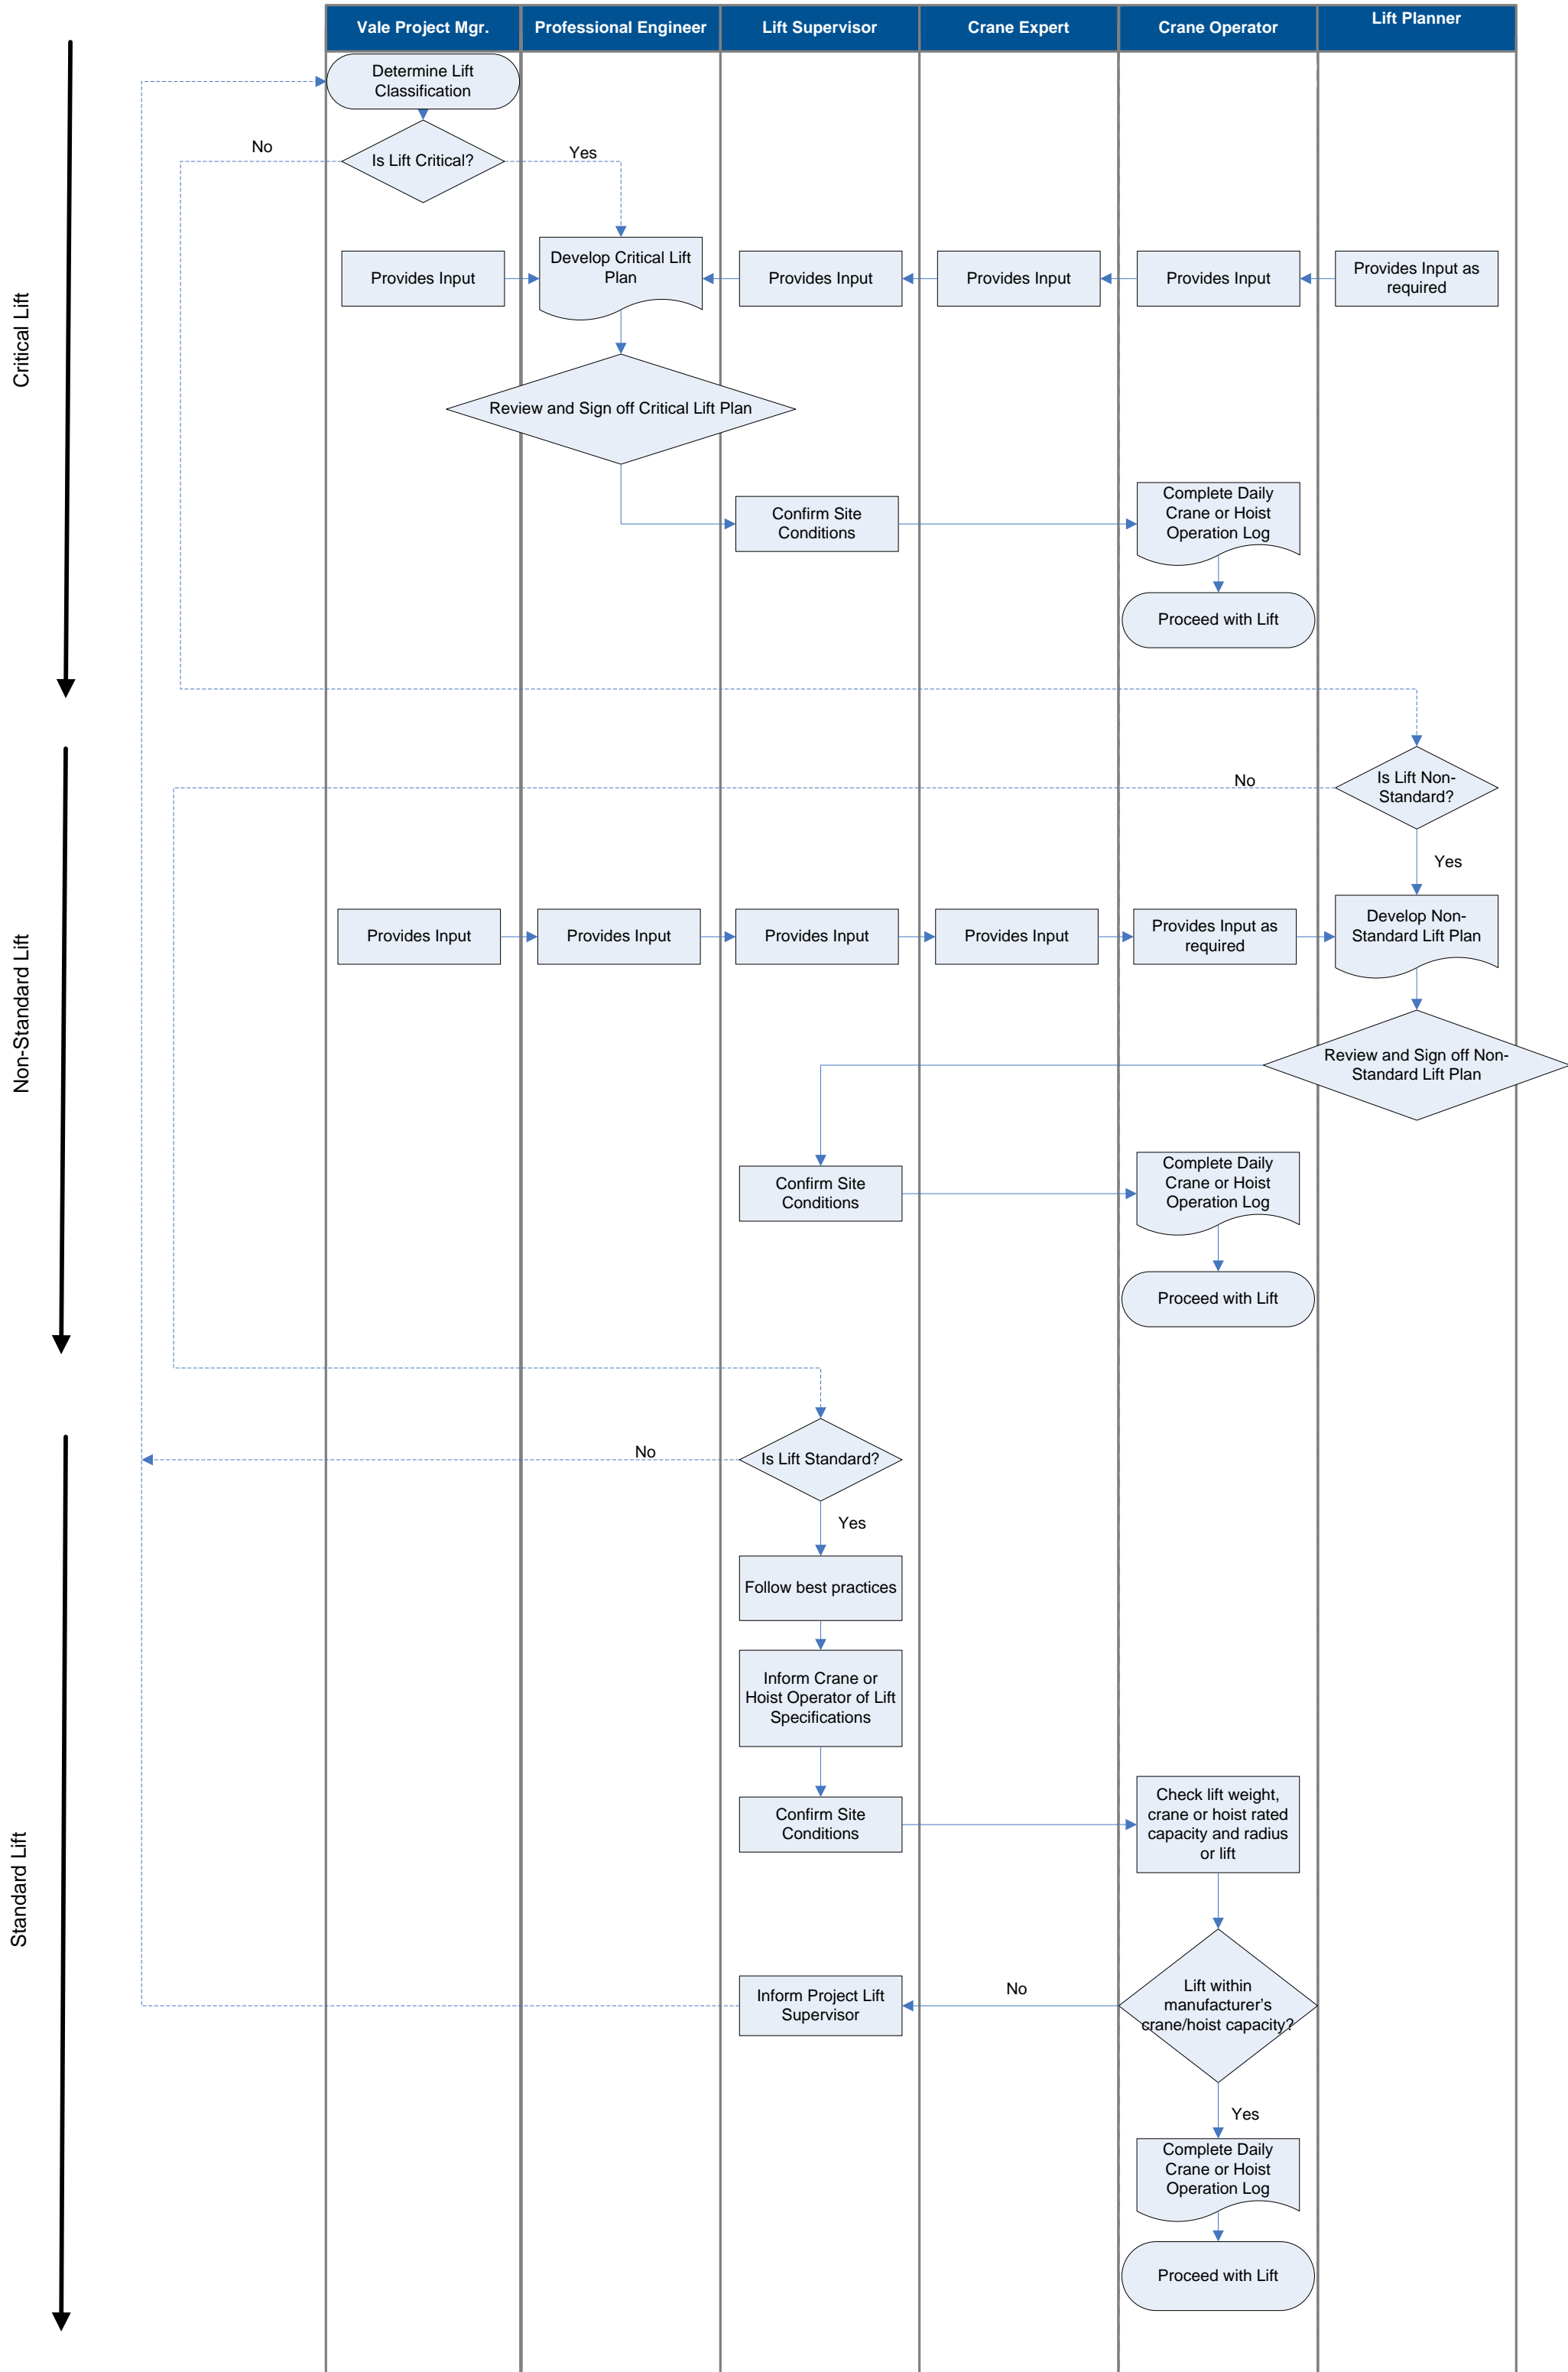 Vale Project Mgr.
Professional Engineer
Lift Supervisor
Crane Expert
Crane Operator
Lift Planner
Determine Lift
Classification
No
Is Lift Critical?
Yes
Critical Lift
Provides Input
Develop Critical Lift
Plan
Provides Input
Provides Input
Provides Input
Provides Input as
required
Review and Sign off Critical Lift Plan
Confirm Site
Conditions
Complete Daily
Crane or Hoist
Operation Log
Proceed with Lift
Non-Standard Lift
Is Lift Non-
Standard?
No
Yes
Provides Input
Provides Input
Provides Input
Provides Input
Provides Input as
required
Develop Non-
Standard Lift Plan
Review and Sign off Non-
Standard Lift Plan
Confirm Site
Conditions
Complete Daily
Crane or Hoist
Operation Log
Proceed with Lift
Standard Lift
Is Lift Standard?
No
Yes
Follow best practices
Inform Crane or
Hoist Operator of Lift
Specifications
Confirm Site
Conditions
Check lift weight,
crane or hoist rated
capacity and radius
or lift
Lift within
manufacturer’s
crane/hoist capacity?
No
Inform Project Lift
Supervisor
Yes
Complete Daily
Crane or Hoist
Operation Log
Proceed with Lift